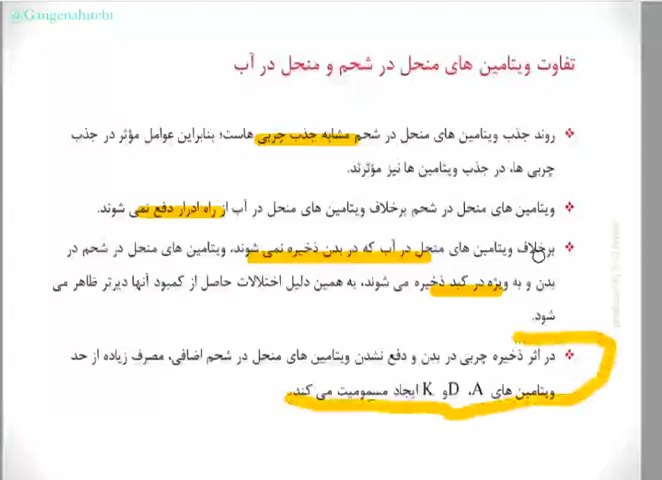 @Gangenahatebi
تفاوت ویتامین های منحل در شحم و منحل در آب
❖ روند جذب ویتامین های منحل در شحم مشابه جذب چربی هاست؛ بنابراین عوامل مؤثر در جذب
چربی ها، در جذب ویتامین ها نیز مؤثرند.
❖ ویتامین های منحل در شحم برخلاف ویتامین های منحل در آب از راه ادرار دفع نمی شوند.
❖ برخلاف ویتامین های منحل در آب که در بدن ذخیره نمی شوند، ویتامین های منحل در شحم در
بدن و به ویژه در کبد ذخیره می شوند، به همین دلیل اختلالات حاصل از کمبود آنها دیرتر ظاهر می
شود.
❖ در اثر ذخیره چربی در بدن و دفع نشدن ویتامین های منحل در شحم اضافی، مصرف زیاده از حد
ویتامین های A، D و K ایجاد مسمومیت می کند.